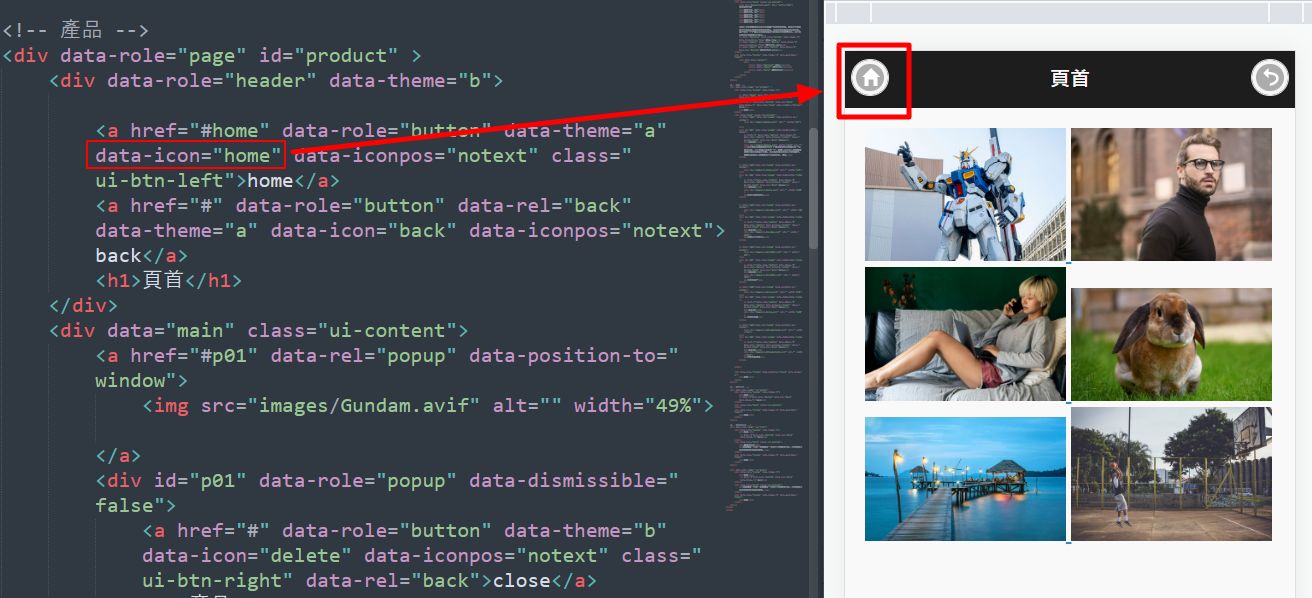 <!-- 產品 -->
<div data-role="page" id="product" >
<div data-role="header" data-theme="b">
<a href="#home" data-role="button" data-theme="a"
data-icon="home" data-iconpos="notext" class="
ui-btn-left">home</a>
<a href="#" data-role="button" data-rel="back"
data-theme="a" data-icon="back" data-iconpos="notext">
back</a>
<h1>頁首</h1>
</div>
<div data="main" class="ui-content">
<a href="#p01" data-rel="popup" data-position-to="
window">
<img src="images/Gundam.avif" alt="" width="49%">
</a>
<div id="p01" data-role="popup" data-dismissible="
false">
<a href="#" data-role="button" data-theme="b"
data-icon="delete" data-iconpos="notext" class="
ui-btn-right" data-rel="back">close</a>
頁首